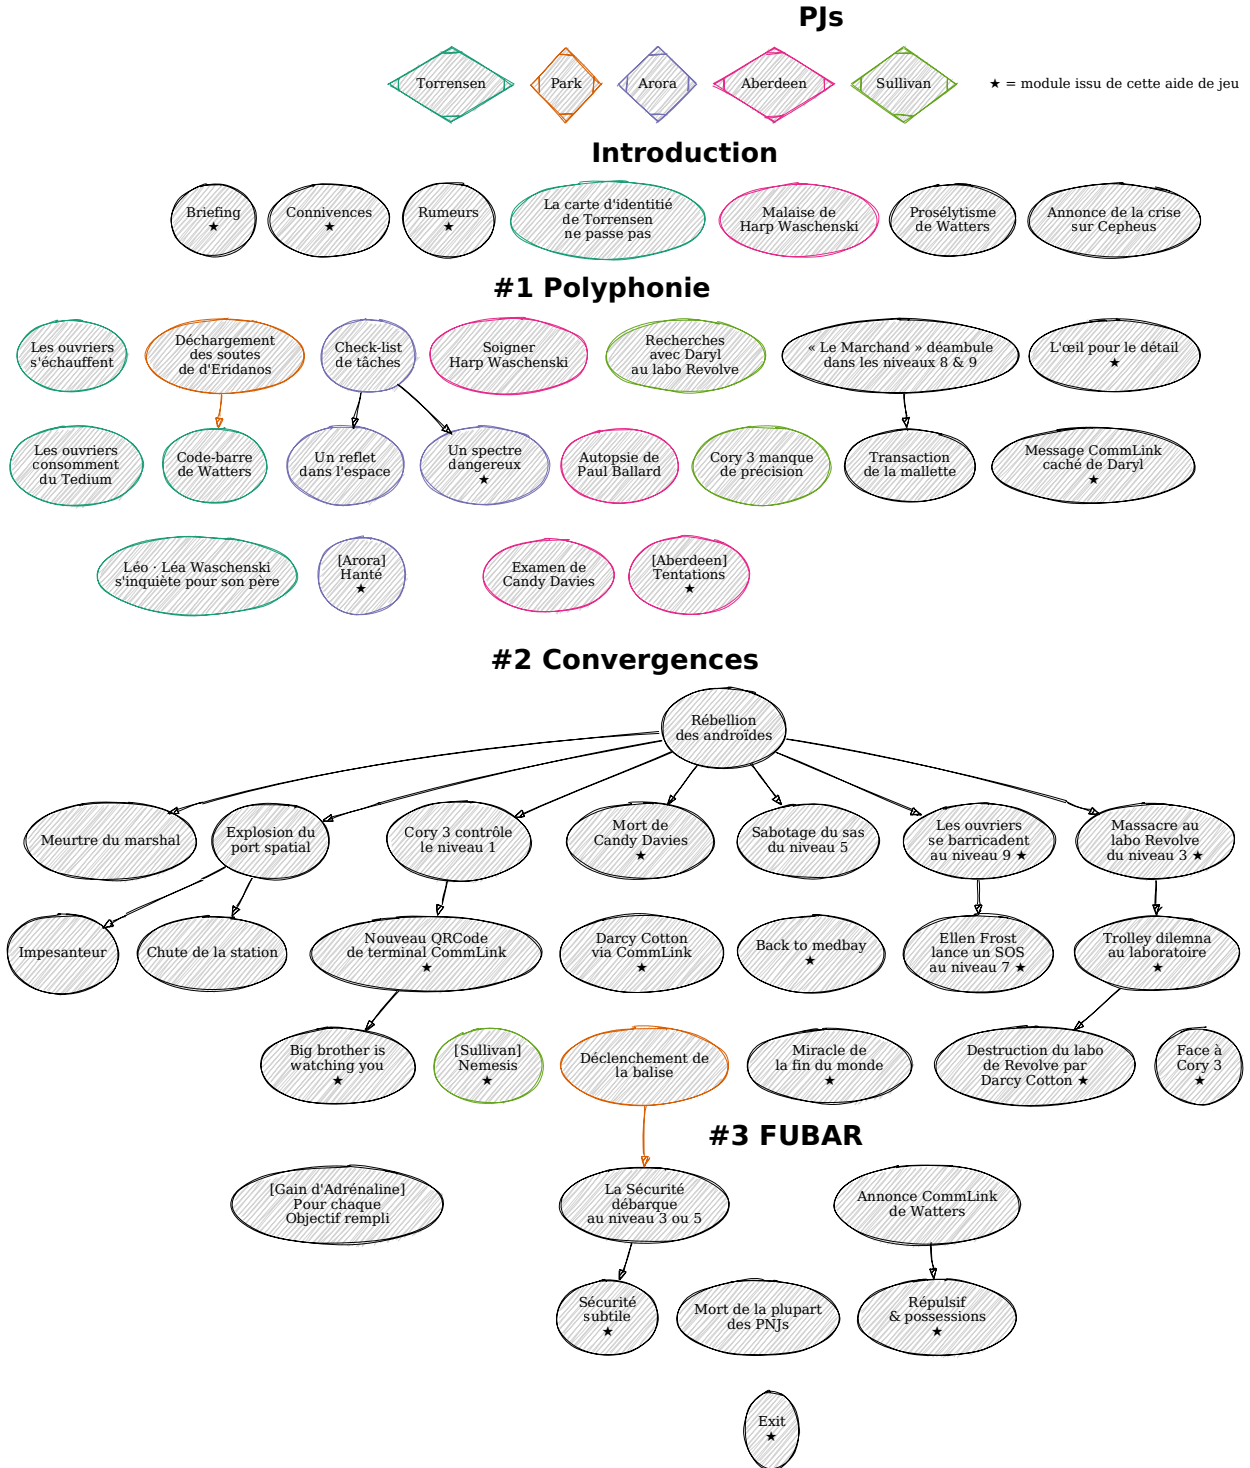 PJs
Torrensen
Park
Arora
Aberdeen
Sullivan
★ = module issu de cette aide de jeu
Introduction
Briefing
★
Connivences
★
Rumeurs
★
La carte d'identitié
de Torrensen
ne passe pas
Malaise de
Harp Waschenski
Prosélytisme
de Watters
Annonce de la crise
sur Cepheus
#1 Polyphonie
Les ouvriers
s'échauffent
Déchargement
des soutes
de d'Eridanos
Check-list
de tâches
Soigner
Harp Waschenski
Recherches
avec Daryl
au labo Revolve
« Le Marchand » déambule
dans les niveaux 8 & 9
L'œil pour le détail
★
Les ouvriers
consomment
du Tedium
Code-barre
de Watters
Un reflet
dans l'espace
Un spectre
dangereux
★
Autopsie de
Paul Ballard
Cory 3 manque
de précision
Transaction
de la mallette
Message CommLink
caché de Daryl
★
Léo · Léa Waschenski
s'inquiète pour son père
[Arora]
Hanté
★
Examen de
Candy Davies
[Aberdeen]
Tentations
★
#2 Convergences
Rébellion
des androïdes
Meurtre du marshal
Explosion du
port spatial
Cory 3 contrôle
le niveau 1
Mort de
Candy Davies
★
Sabotage du sas
du niveau 5
Les ouvriers
se barricadent
au niveau 9 ★
Massacre au
labo Revolve
du niveau 3 ★
Impesanteur
Chute de la station
Nouveau QRCode
de terminal CommLink
★
Darcy Cotton
via CommLink
★
Back to medbay
★
Ellen Frost
lance un SOS
au niveau 7 ★
Trolley dilemna
au laboratoire
★
Big brother is
watching you
★
[Sullivan]
Nemesis
★
Déclenchement de
la balise
Miracle de
la fin du monde
★
Destruction du labo
de Revolve par
Darcy Cotton ★
Face à
Cory 3
★
#3 FUBAR
[Gain d'Adrénaline]
Pour chaque
Objectif rempli
La Sécurité
débarque
au niveau 3 ou 5
Annonce CommLink
de Watters
Sécurité
subtile
★
Mort de la plupart
des PNJs
Répulsif
& possessions
★
Exit
★